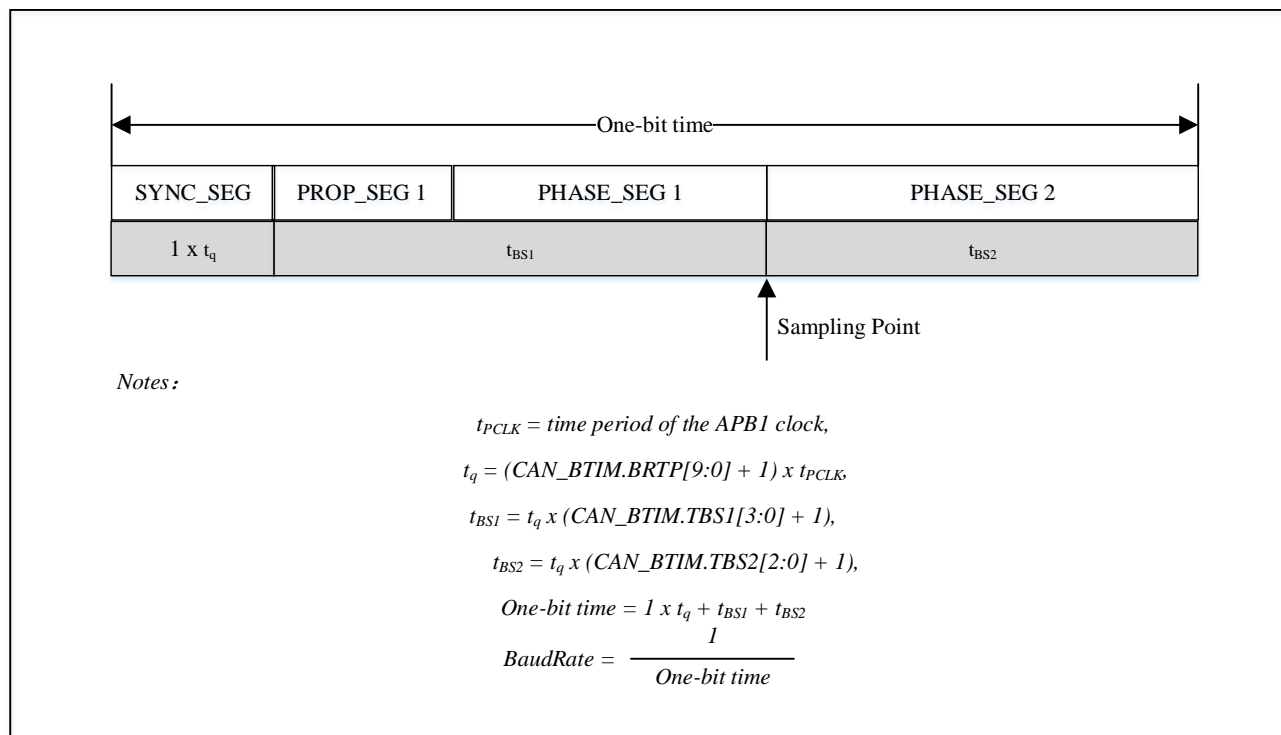 One-bit time
SYNC_SEG PROP_SEG 1 PHASE_SEG 1 PHASE_SEG 2
1 x tq tBS1 tBS2
Sampling Point
Notes：
tPCLK = time period of the APB1 clock,
tq = (CAN_BTIM.BRTP[9:0] + 1) x tPCLK,
tBS1 = tq x (CAN_BTIM.TBS1[3:0] + 1),
tBS2 = tq x (CAN_BTIM.TBS2[2:0] + 1),
One-bit time = 1 x tq + tBS1 + tBS2
1
BaudRate =
One-bit time